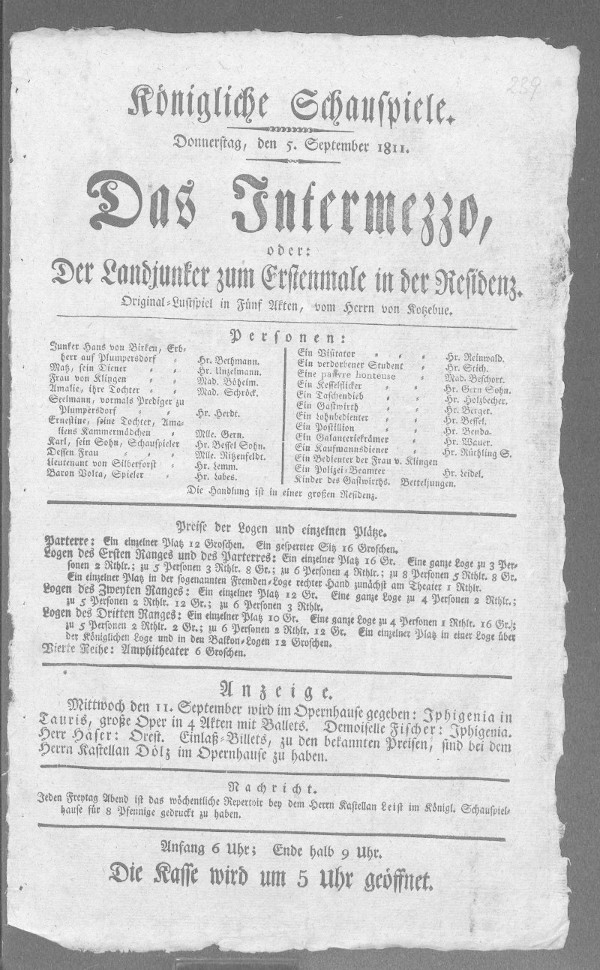 239
Königliche Schauspiele.
Donnerstag, den 5. September 1811.
Das Intermezzo,
oder:
Der Landjunker zum Erstenmale in der Residenz.
Original-Lustspiel in Fünf Akten, vom Herrn von Kotzebue.
Personen:
Junker Hans von Birken, Erb-
herr auf Plumpersdorf Hr. Bethmann.
Matz, sein Diener Hr. Unzelmann.
Frau von Klingen Mad. Böheim.
Amalie, ihre Tochter Mad. Schröck.
Seelmann, vormals Prediger zu
Plumpersdorf Hr. Herdt.
Ernestine, seine Tochter, Ama-
liens Kammermädchen Mlle. Gern.
Karl, sein Sohn, Schauspieler Hr. Bessel Sohn.
Dessen Frau Mlle. Ritzenfeldt.
Lieutenant von Silberforst Hr. Lemm.
Baron Volta, Spieler Hr. Labes.
Ein Visitator Hr. Reinwald.
Ein verdorbener Student Hr. Stich.
Eine passere honteuse Mad. Beschort.
Ein Kesselflicker Hr. Gern Sohn.
Ein Taschendieb Hr. Holzbecher.
Ein Gastwirth Hr. Berger.
Ein Lohnbedienter Hr. Bessel.
Ein Postillion Hr. Benda.
Ein Galanteriekrämer Hr. Wauer.
Ein Kaufmannsdiener Hr. Rüthling S.
Ein Bedienter der Frau v. Klingen
Ein Polizei-Beamter Hr. Leidel.
Kinder des Gastwirths. Bettelzungen.
Die Handlung ist in einer großen Residenz.
Preise der Logen und einzelnen Plätze.
Parterre: Ein einzelner Platz 12 Groschen. Ein gesperrter Sitz 16 Groschen.
Logen des Ersten Ranges und des Parterres: Ein einzelner Platz 16 Gr. Eine ganze Loge zu 3 Per-
sonen 2 Rthlr.; zu 5 Personen 3 Rthlr. 8 Gr.; zu 6 Personen 4 Rthlr.; zu 8 Personen 5 Rthlr. 8 Gr.
Ein einzelner Platz in der sogenannten Fremden-Loge rechter Hand zunächst am Theater 1 Rthlr.
Logen des Zweyten Ranges: Ein einzelner Platz 12 Gr. Eine ganze Loge zu 4 Personen 2 Rthlr.;
zu 5 Personen 2 Rthlr. 12 Gr.; zu 6 Personen 3 Rthlr.
Logen des Dritten Ranges: Ein einzelner Platz 10 Gr. Eine ganze Loge zu 4 Personen 1 Rthlr. 16 Gr.;
zu 5 Personen 2 Rthlr. 2 Gr.; zu 6 Personen 2 Rthlr. 12 Gr. Ein einzelner Platz in einer Loge über
der Königlichen Loge und in den Balkon-Logen 12 Groschen.
Vierte Reihe: Amphitheater 6 Groschen.
Anzeige.
Mittwoch den 11. September wird im Opernhause gegeben: Iphigenia in
Tauris, große Oper in 4 Akten mit Ballets. Demoiselle Fischer: Iphigenia.
Herr Häser: Orest. Einlaß-Billets, zu den bekannten Preisen, sind bei dem
Herrn Kastellan Dölz im Opernhause zu haben.
Nachricht.
Jeden Freytag Abend ist das wöchentliche Repertoir bey dem Herrn Kastellan Leist im Königl. Schauspiel-
hause für 8 Pfennige gedruckt zu haben.
Anfang 6 Uhr; Ende halb 9 Uhr.
Die Kasse wird um 5 Uhr geöffnet.